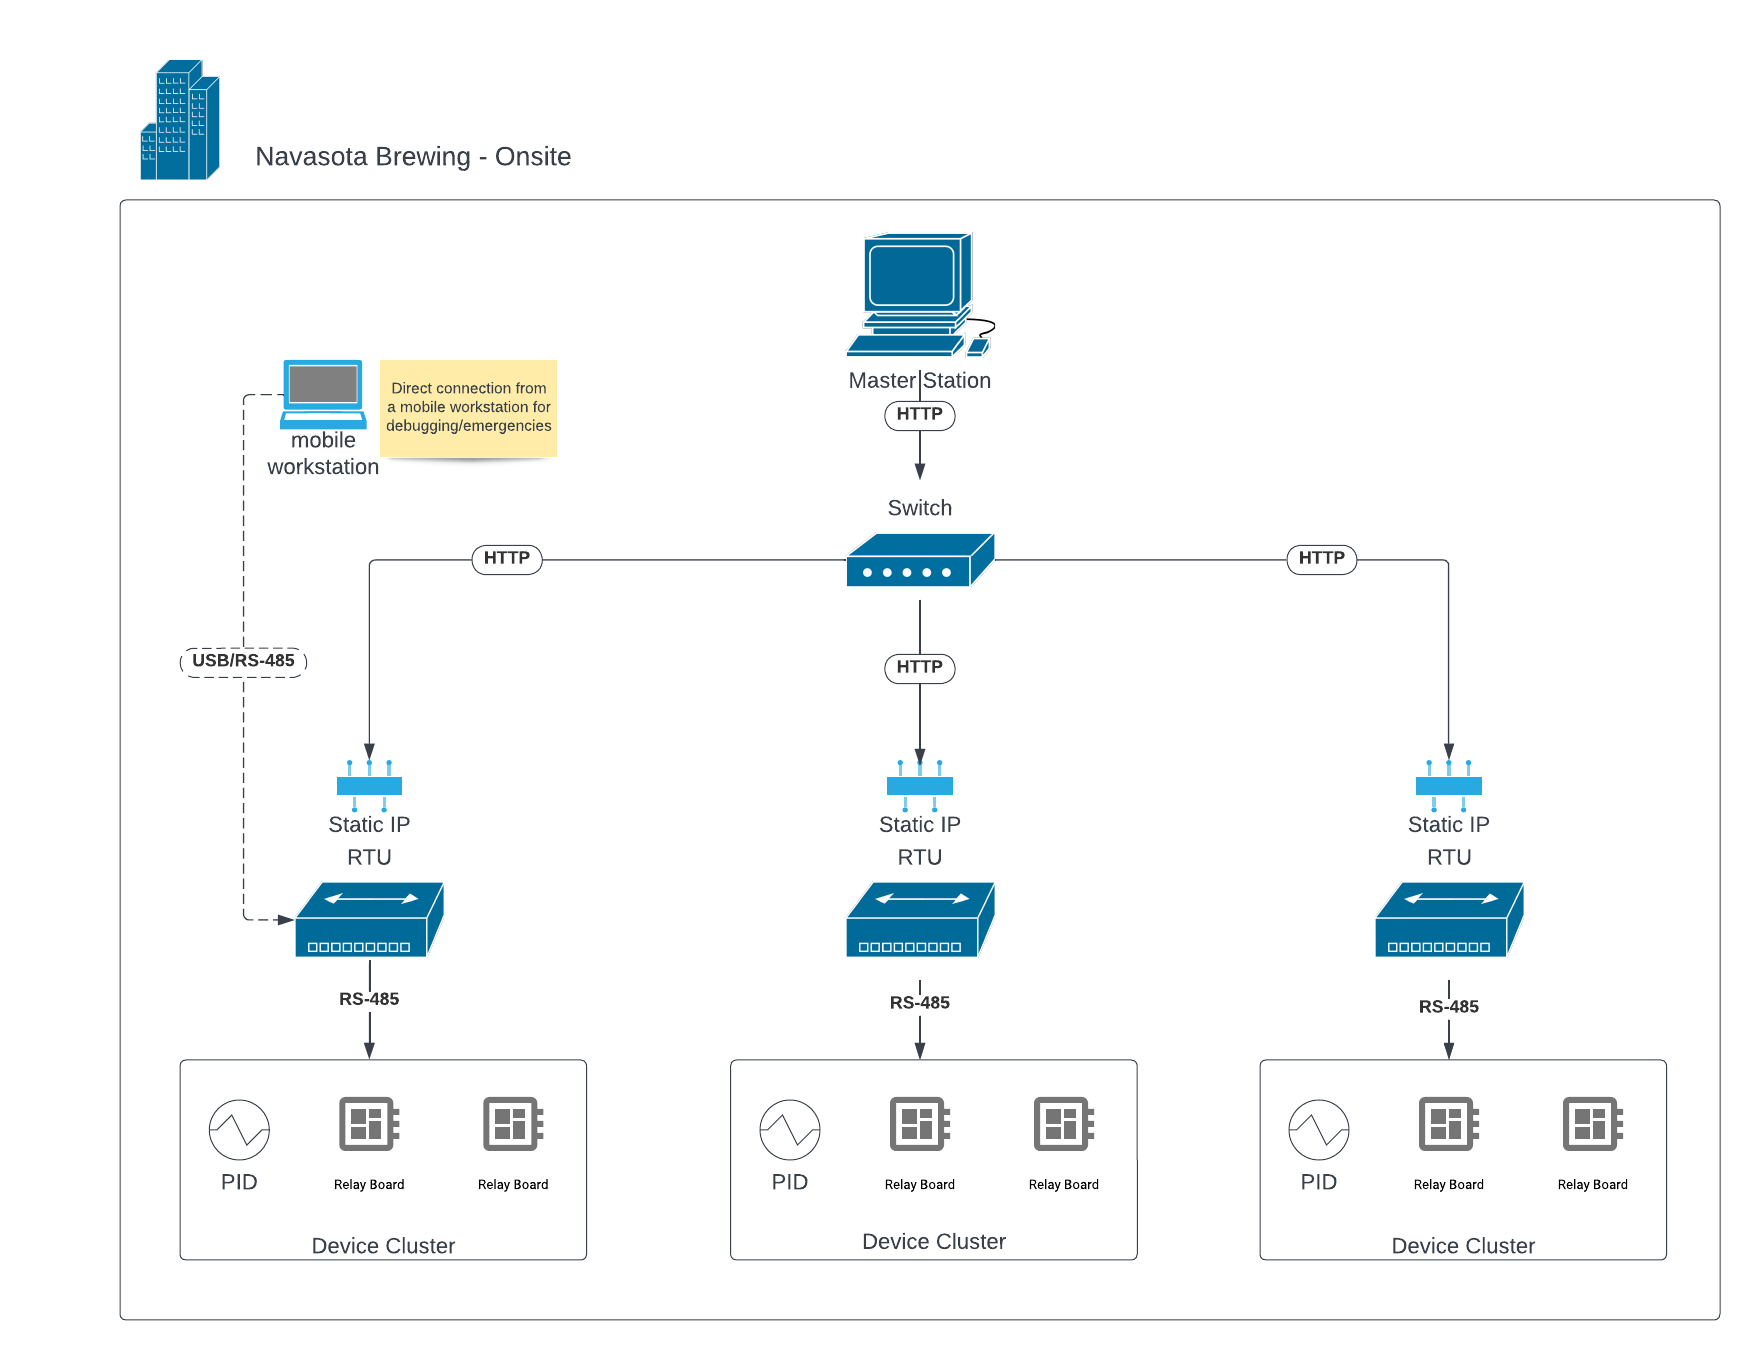 Navasota Brewing - Onsite
Master Station
HTTP
Direct connection from
a mobile workstation for
debugging/emergencies
mobile
workstation
Switch
HTTP
HTTP
USB/RS-485
HTTP
Static IP
RTU
Static IP
RTU
Static IP
RTU
RS-485
RS-485
RS-485
PID
Relay Board
Relay Board
Device Cluster
PID
Relay Board
Relay Board
Device Cluster
PID
Relay Board
Relay Board
Device Cluster